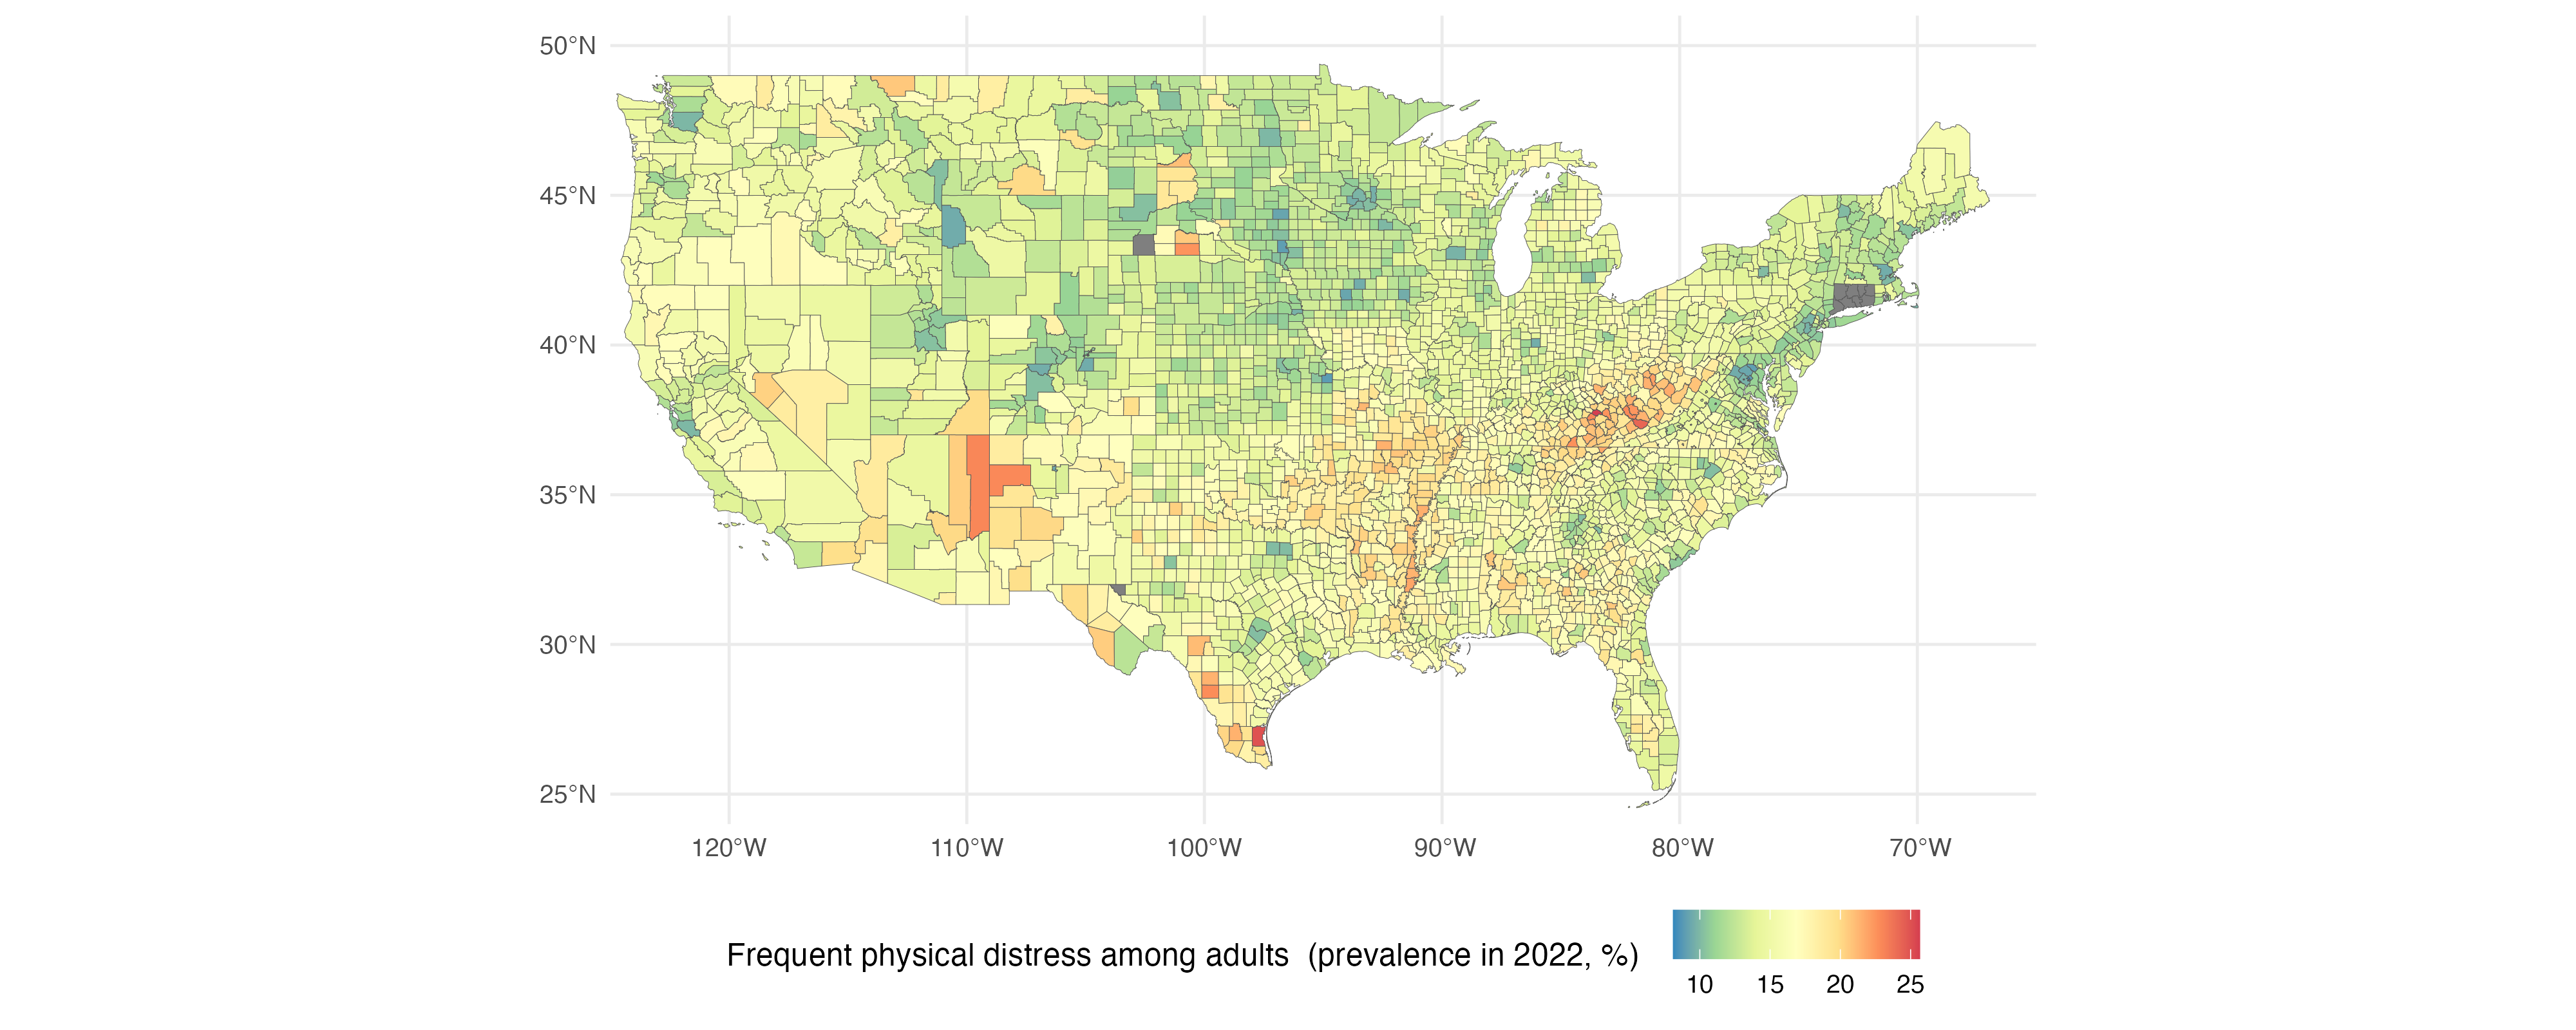 50°N
45°N
40°N
35°N
30°N
25°N
120°W 110°W 100°W 90°W 80°W 70°W
Frequent physical distress among adults  (prevalence in 2022, %)
10 15 20 25